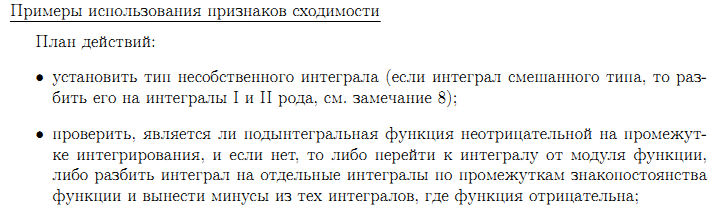 Примеры использования признаков сходимости
План действий:
• установить тип несобственного интеграла (если интеграл смешанного типа, то раз-
бить его на интегралы I и II рода, см. замечание 8);
• проверить, является ли подынтегральная функция неотрицательной на промежут-
ке интегрирования, и если нет, то либо перейти к интегралу от модуля функции,
либо разбить интеграл на отдельные интегралы по промежуткам знакопостоянства
функции и вынести минусы из тех интегралов, где функция отрицательна;